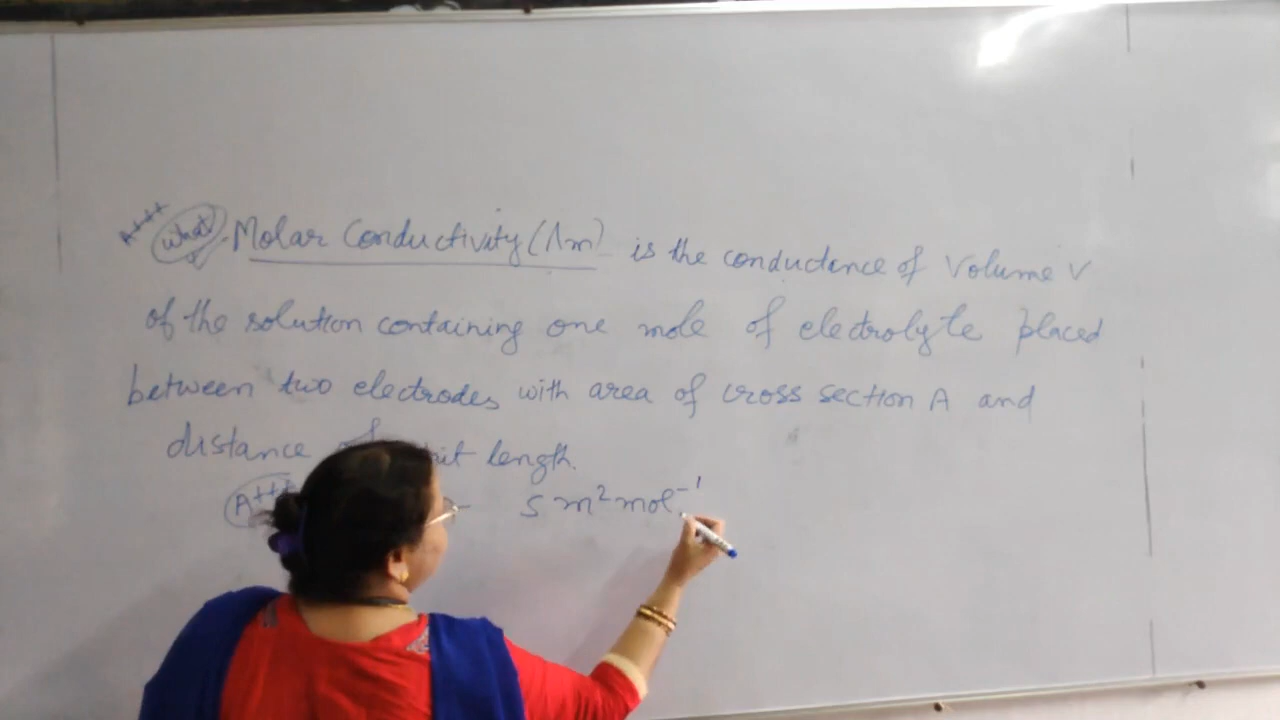 A+++ What Molar Conductivity (Λm) is the conductance of Volume V
of the solution containing one mole of electrolyte placed
between two electrodes with area of cross section A and
distance of length.
A+++ S m² mol⁻¹